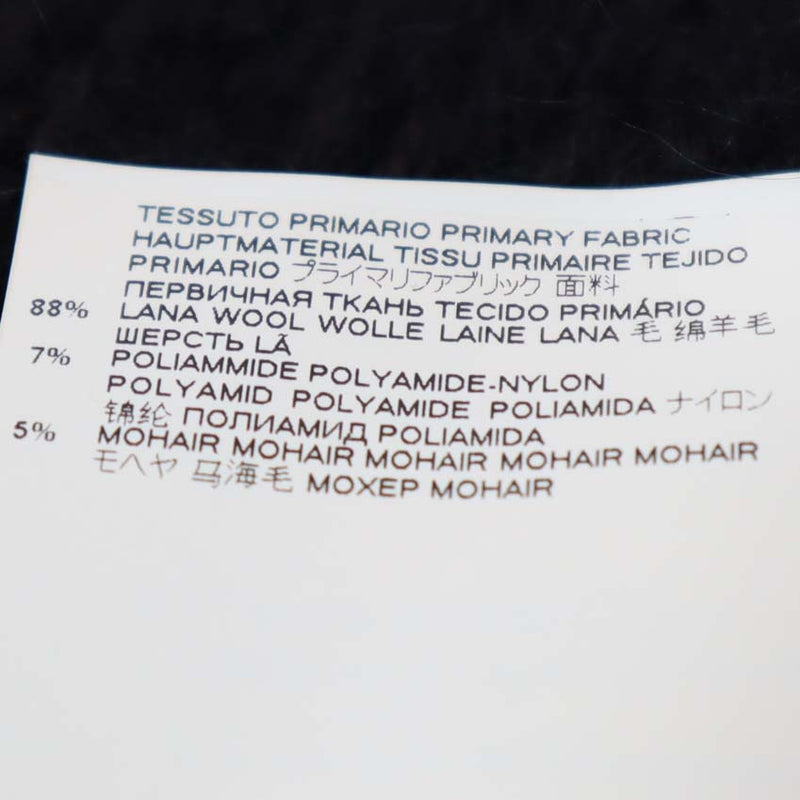 TESSUTO PRIMARIO PRIMARY FABRIC
HAUPTMATERIAL TISSU PRIMAIRE TEJIDO
PRIMARIO プライマリファブリック 面料
ПЕРВИЧНАЯ ТКАНЬ TECIDO PRIMÁRIO
88% LANA WOOL WOLLE LAINE LANA 毛 绵羊毛
ШЕРСТЬ LÃ
7% POLIAMMIDE POLYAMIDE-NYLON
POLYAMID POLYAMIDE POLIAMIDA ナイロン
锦纶 ПОЛИАМИД POLIAMIDA
5% MOHAIR MOHAIR MOHAIR MOHAIR MOHAIR
モヘヤ 马海毛 МОХЕР MOHAIR